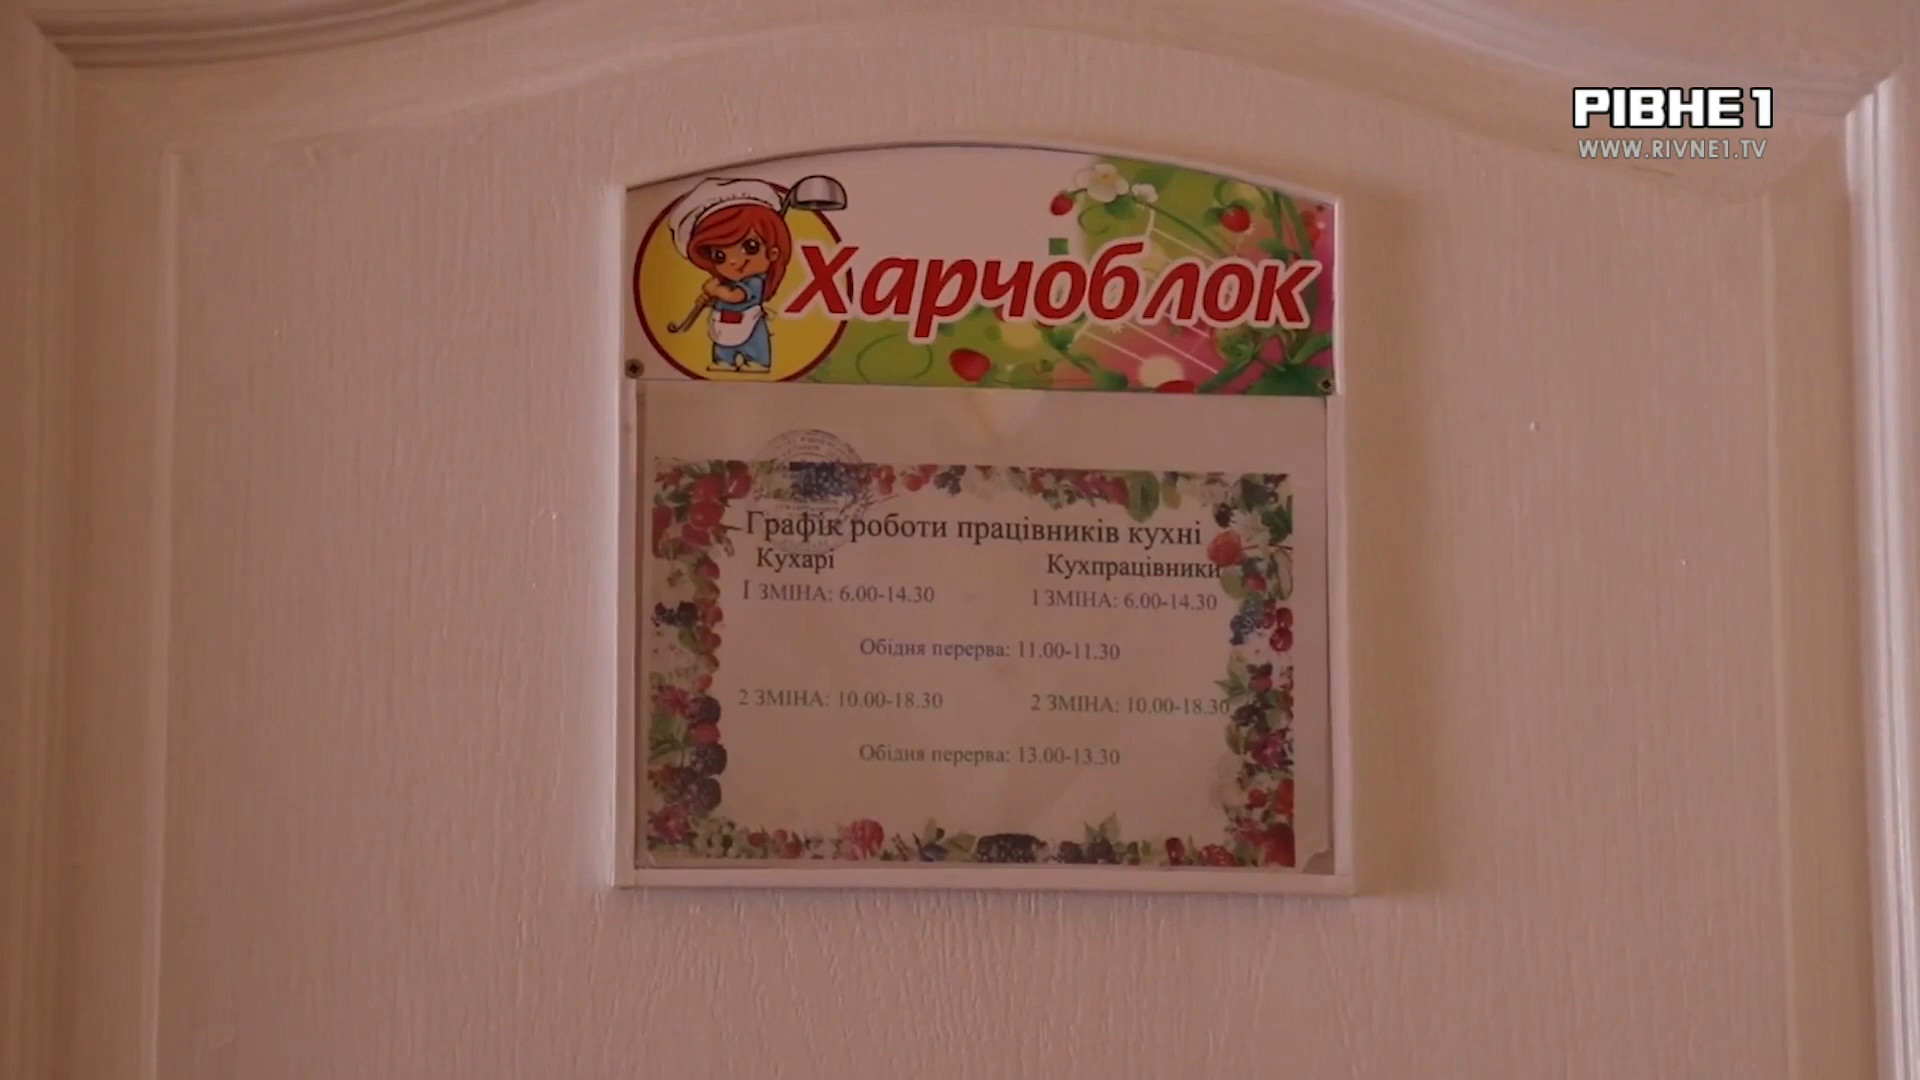 РІВНЕ 1
WWW.RIVNE1.TV
Харчоблок
Графік роботи працівників кухні
Кухарі Кухпрацівники
І ЗМІНА: 6.00-14.30 1 ЗМІНА: 6.00-14.30
Обідня перерва: 11.00-11.30
2 ЗМІНА: 10.00-18.30 2 ЗМІНА: 10.00-18.30
Обідня перерва: 13.00-13.30